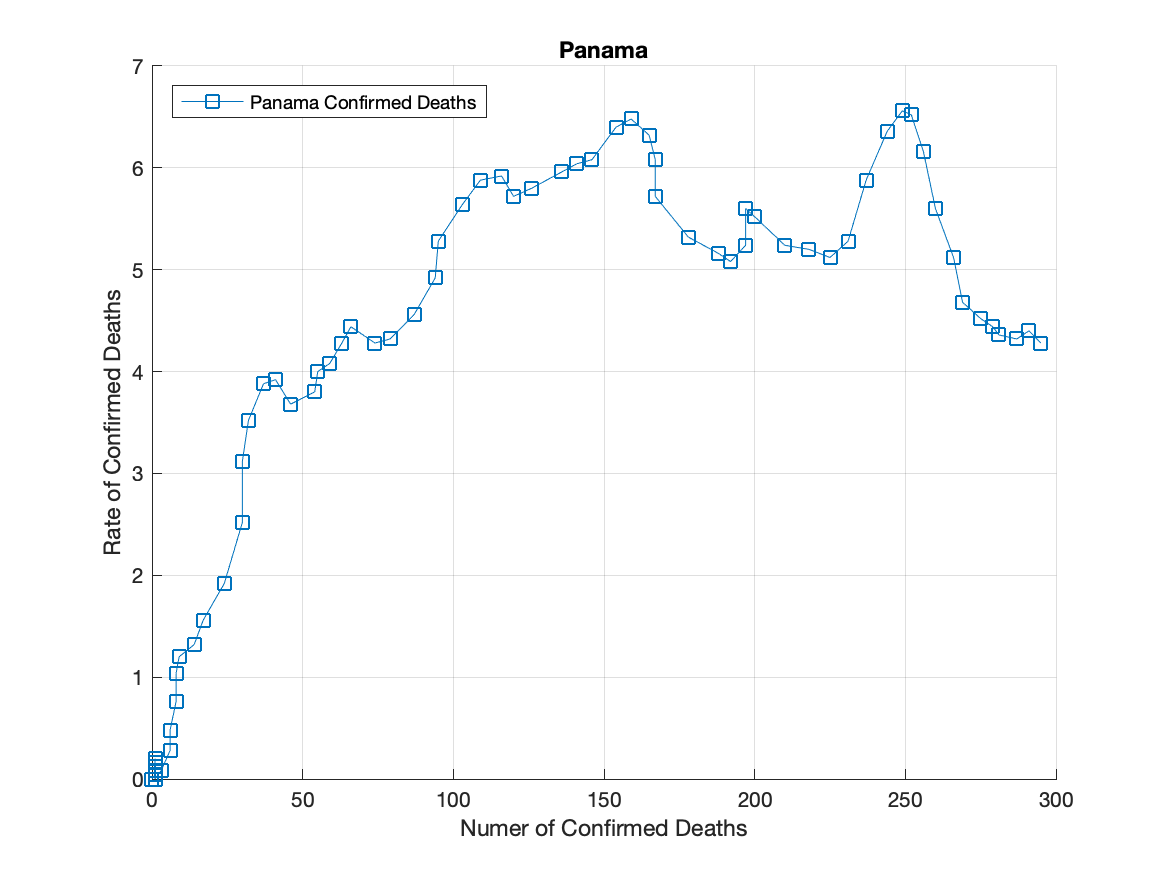 Panama
7
Panama Confirmed Deaths
6
5
4
3
2
1
0
Rate of Confirmed Deaths
0 50 100 150 200 250 300
Numer of Confirmed Deaths